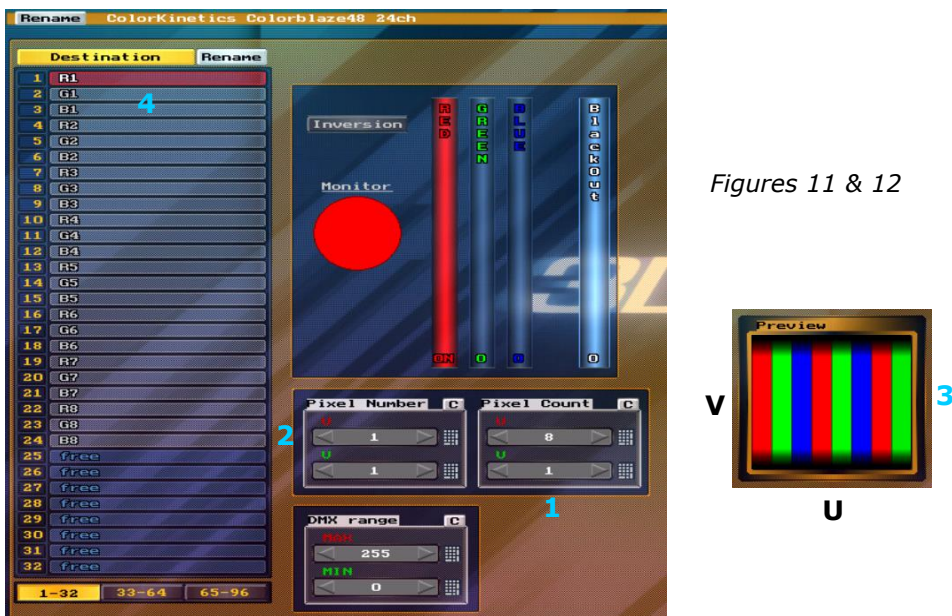 Rename ColorKinetics Colorblaze48 24ch
Destination Rename
1 R1
2 G1
3 B1
4 R2
5 G2
6 B2
7 R3
8 G3
9 B3
10 R4
11 G4
12 B4
13 R5
14 G5
15 B5
16 R6
17 G6
18 B6
19 R7
20 G7
21 B7
22 R8
23 G8
24 B8
25 free
26 free
27 free
28 free
29 free
30 free
31 free
32 free
1-32 33-64 65-96
4
Inversion
Monitor
RED
ON
GREEN
0
BLUE
0
Blackout
0
Pixel Number C
U
1
V
1
2
Pixel Count C
U
8
V
1
1
DMX range C
MAX
255
MIN
0
Figures 11 & 12
Preview
V
3
U